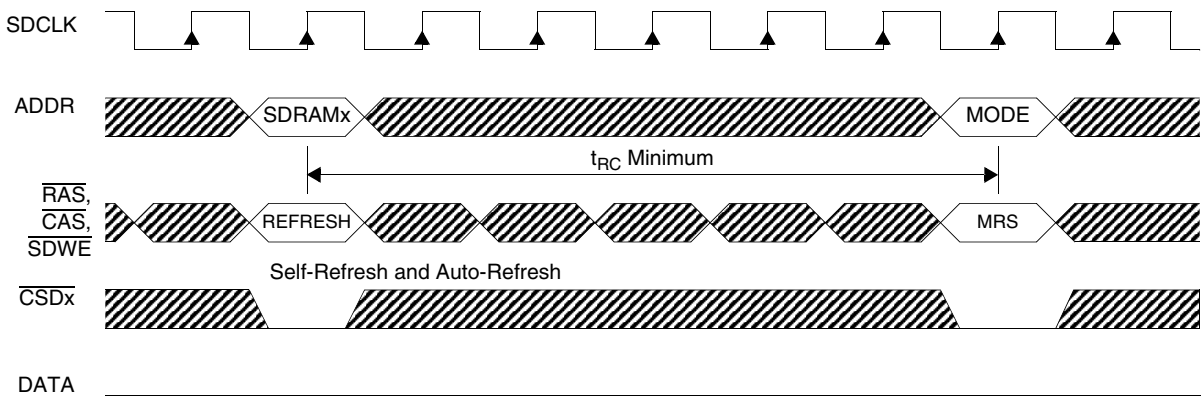 SDCLK
ADDR
SDRAMx
MODE
tRC Minimum
RAS,
CAS,
SDWE
REFRESH
MRS
Self-Refresh and Auto-Refresh
CSDx
DATA